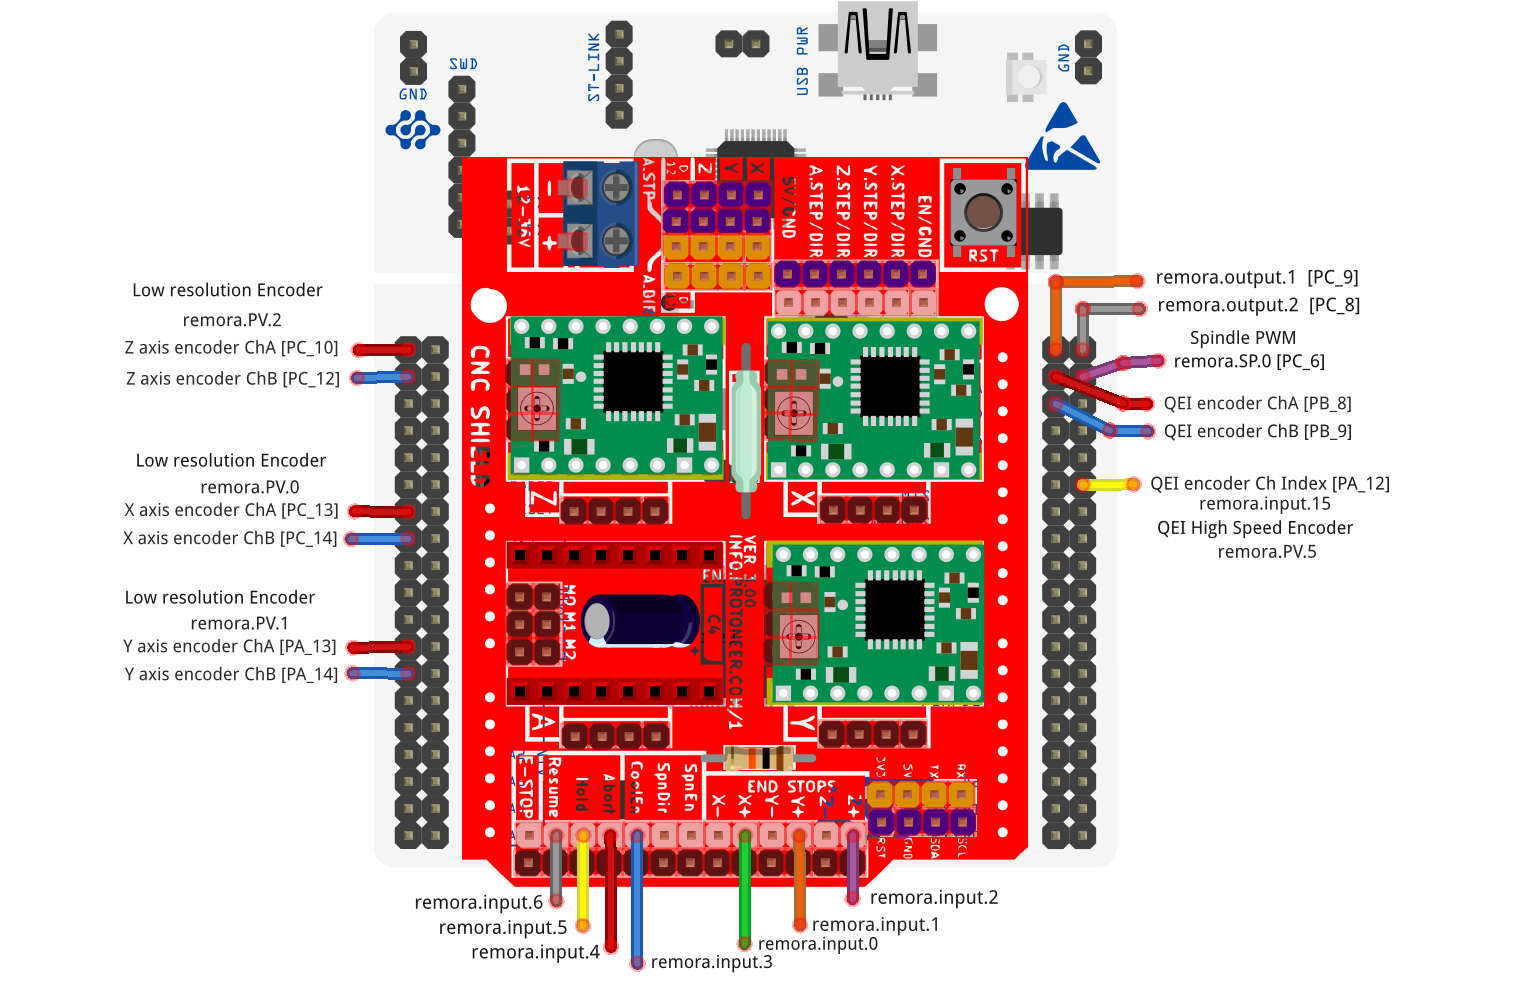 SWD
GND
ST-LINK
USB PWR
GND
12-36V
-
+
A.STP
D
12
Z
Y
X
5V/GND
A.STEP/DIR
Z.STEP/DIR
Y.STEP/DIR
X.STEP/DIR
EN/GND
RST
A.DIR
D
Low resolution Encoder
remora.PV.2
Z axis encoder ChA [PC_10]
Z axis encoder ChB [PC_12]
Low resolution Encoder
remora.PV.0
X axis encoder ChA [PC_13]
X axis encoder ChB [PC_14]
Low resolution Encoder
remora.PV.1
Y axis encoder ChA [PA_13]
Y axis encoder ChB [PA_14]
remora.output.1 [PC_9]
remora.output.2 [PC_8]
Spindle PWM
remora.SP.0 [PC_6]
QEI encoder ChA [PB_8]
QEI encoder ChB [PB_9]
QEI encoder Ch Index [PA_12]
remora.input.15
QEI High Speed Encoder
remora.PV.5
CNC SHIELD
Z
X
VER 3.00
INFO.PROTONEER.COM/1
EN
M0
M1
M2
C4
+
A
Y
E-STOP
Resume
Hold
Abort
CoolEn
SpnDir
SpnEn
END STOPS
X-
X+
Y-
Y+
Z-
Z+
3V3
5V
TX
RX
RST
GND
SDA
SCL
remora.input.6
remora.input.5
remora.input.4
remora.input.3
remora.input.0
remora.input.1
remora.input.2